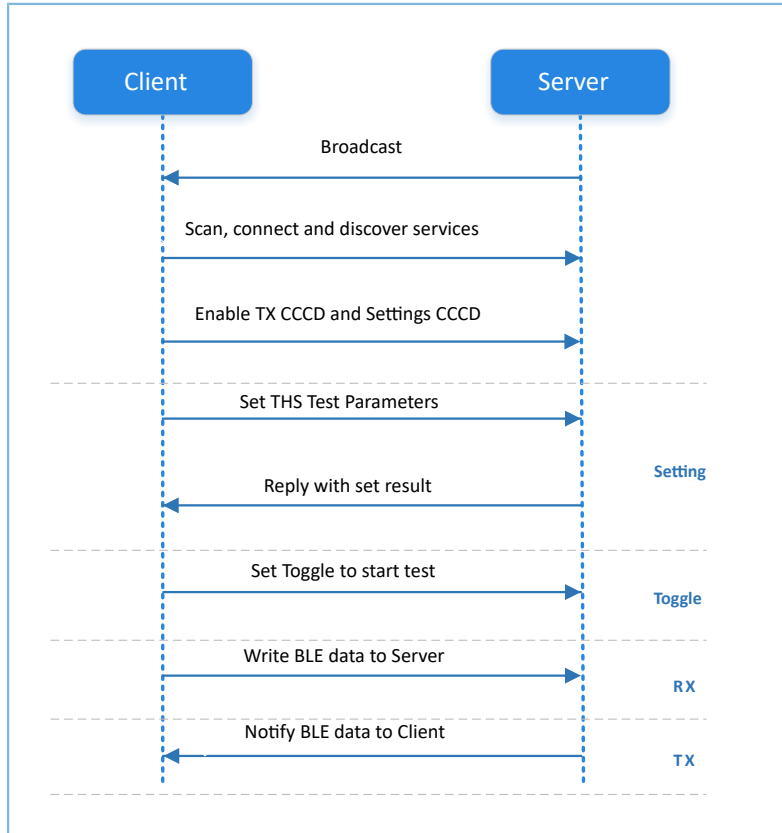 Client
Server
Broadcast
Scan, connect and discover services
Enable TX CCCD and Settings CCCD
Set THS Test Parameters
Setting
Reply with set result
Set Toggle to start test
Toggle
Write BLE data to Server
RX
Notify BLE data to Client
TX